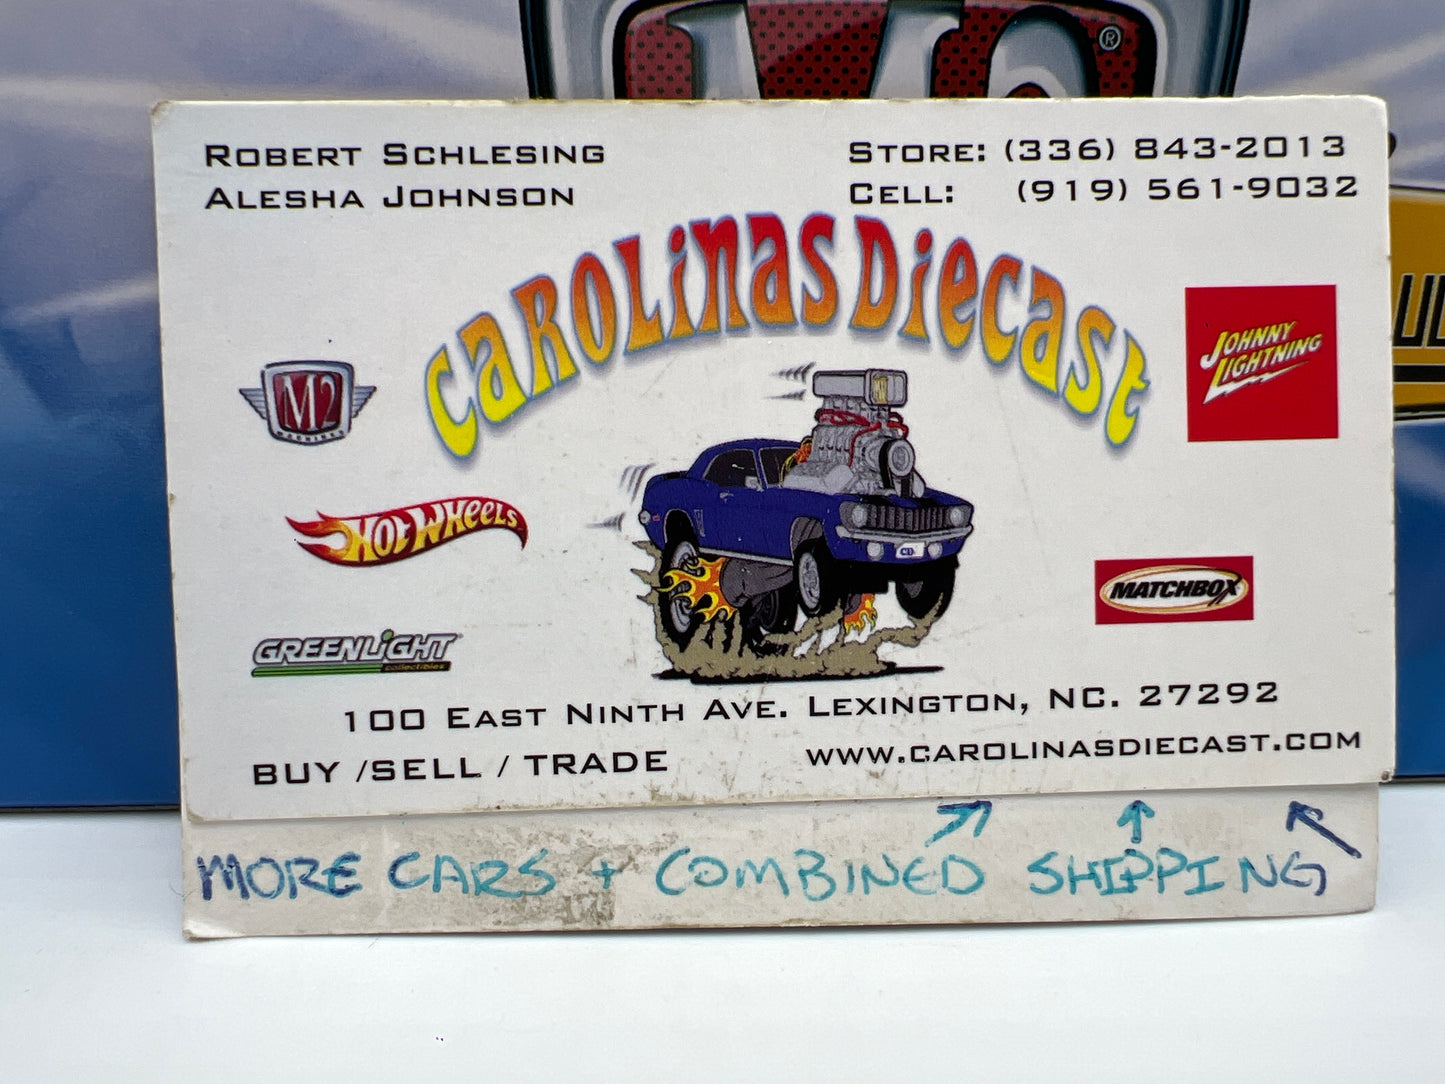 ®
ROBERT SCHLESING
ALESHA JOHNSON
STORE: (336) 843-2013
CELL: (919) 561-9032
CAROLINAS DIECAST
M2
MACHINES
JOHNNY
LIGHTNING
HOT WHEELS
MATCHBOX
GREENLIGHT
collectibles
100 EAST NINTH AVE. LEXINGTON, NC. 27292
BUY /SELL / TRADE
WWW.CAROLINASDIECAST.COM
MORE CARS + COMBINED SHIPPING